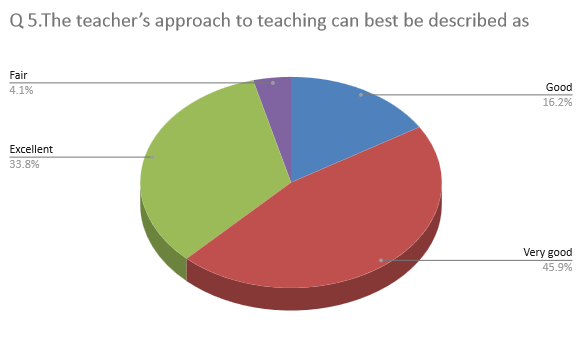 Q 5.The teacher’s approach to teaching can best be described as
Fair
4.1%
Good
16.2%
Excellent
33.8%
Very good
45.9%